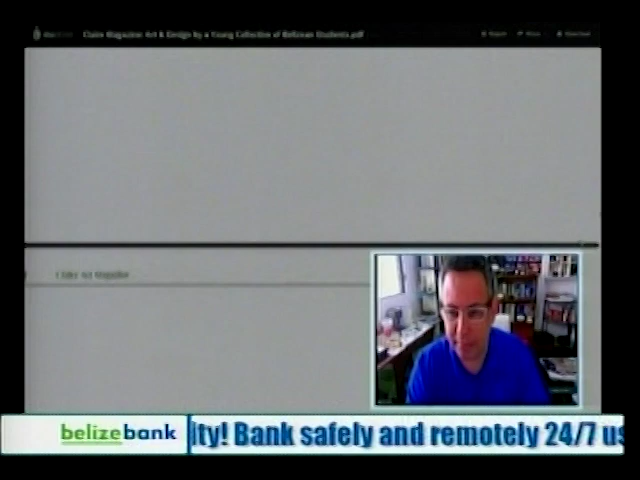 Claire Magazine Art & Design by a Young Collective of Belizean Students.pdf
belizebank
ity! Bank safely and remotely 24/7 us